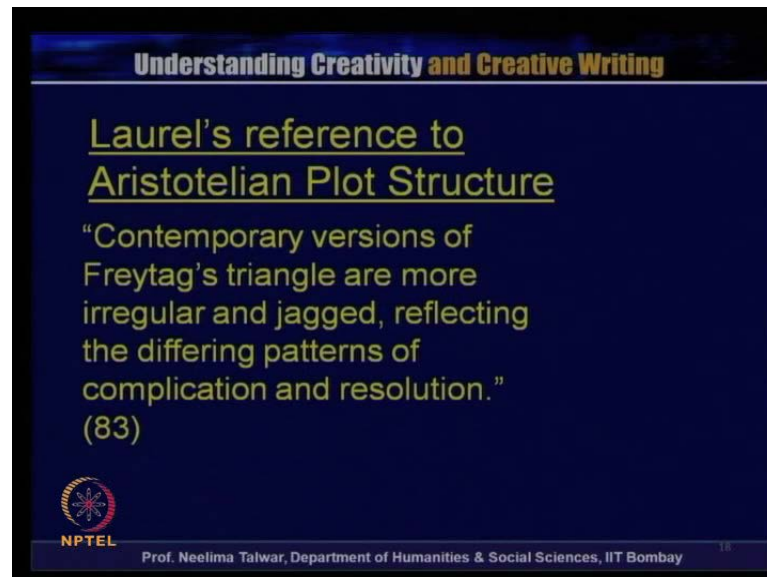 Understanding Creativity and Creative Writing
Laurel’s reference to
Aristotelian Plot Structure
“Contemporary versions of
Freytag’s triangle are more
irregular and jagged, reflecting
the differing patterns of
complication and resolution.”
(83)
NPTEL
Prof. Neelima Talwar, Department of Humanities & Social Sciences, IIT Bombay
18